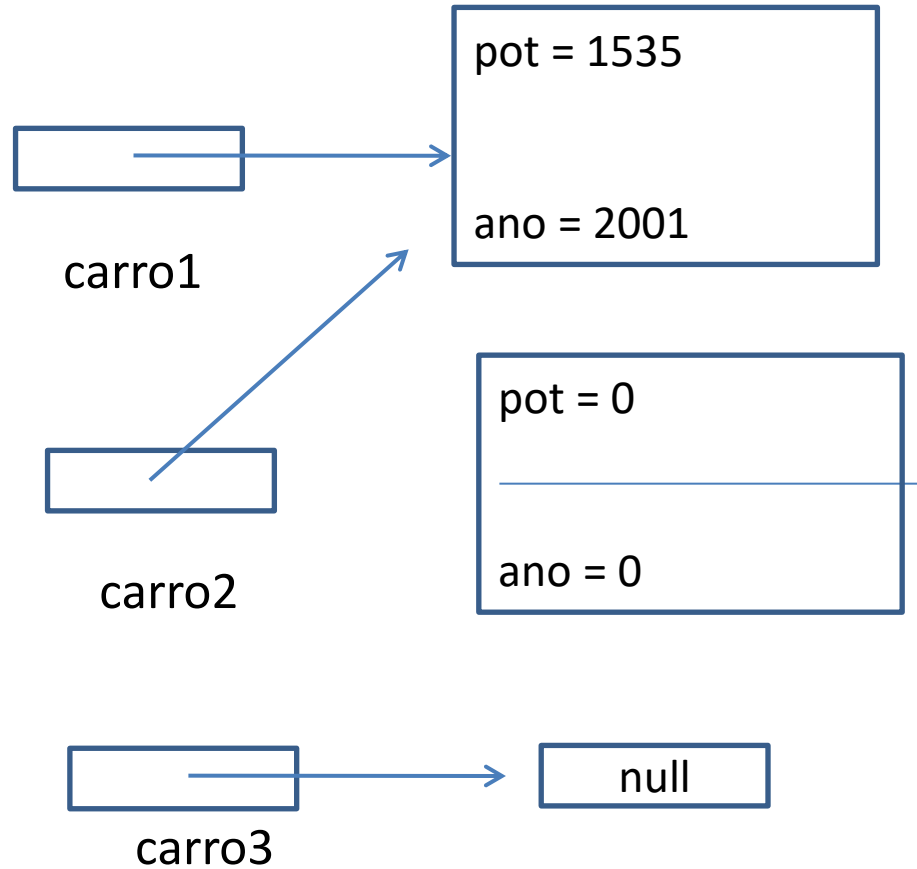 pot = 1535
ano = 2001
carro1
pot = 0
ano = 0
carro2
null
carro3